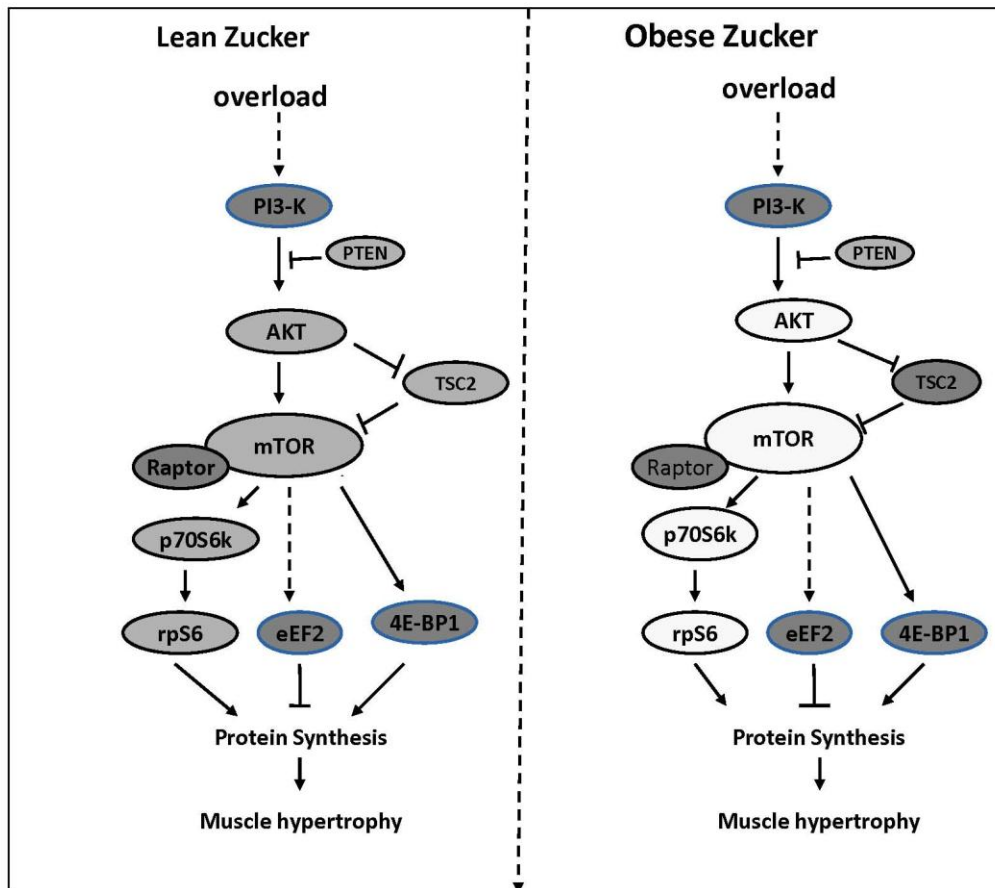 Lean Zucker
overload
PI3-K
PTEN
AKT
TSC2
mTOR
Raptor
p70S6k
rpS6
eEF2
4E-BP1
Protein Synthesis
Muscle hypertrophy
Obese Zucker
overload
PI3-K
PTEN
AKT
TSC2
mTOR
Raptor
p70S6k
rpS6
eEF2
4E-BP1
Protein Synthesis
Muscle hypertrophy